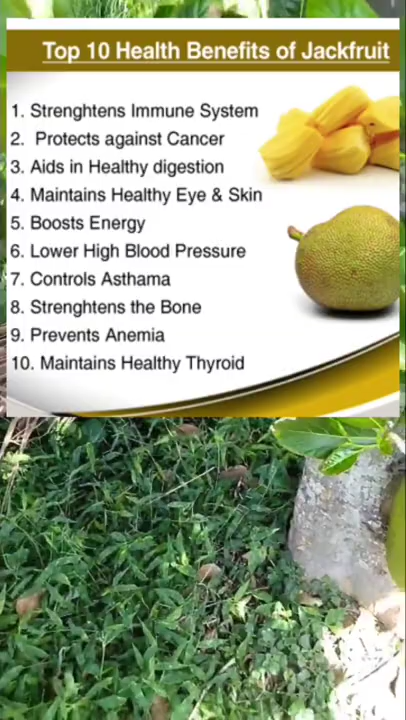 Top 10 Health Benefits of Jackfruit
1. Strenghtens Immune System
2. Protects against Cancer
3. Aids in Healthy digestion
4. Maintains Healthy Eye & Skin
5. Boosts Energy
6. Lower High Blood Pressure
7. Controls Asthama
8. Strenghtens the Bone
9. Prevents Anemia
10. Maintains Healthy Thyroid